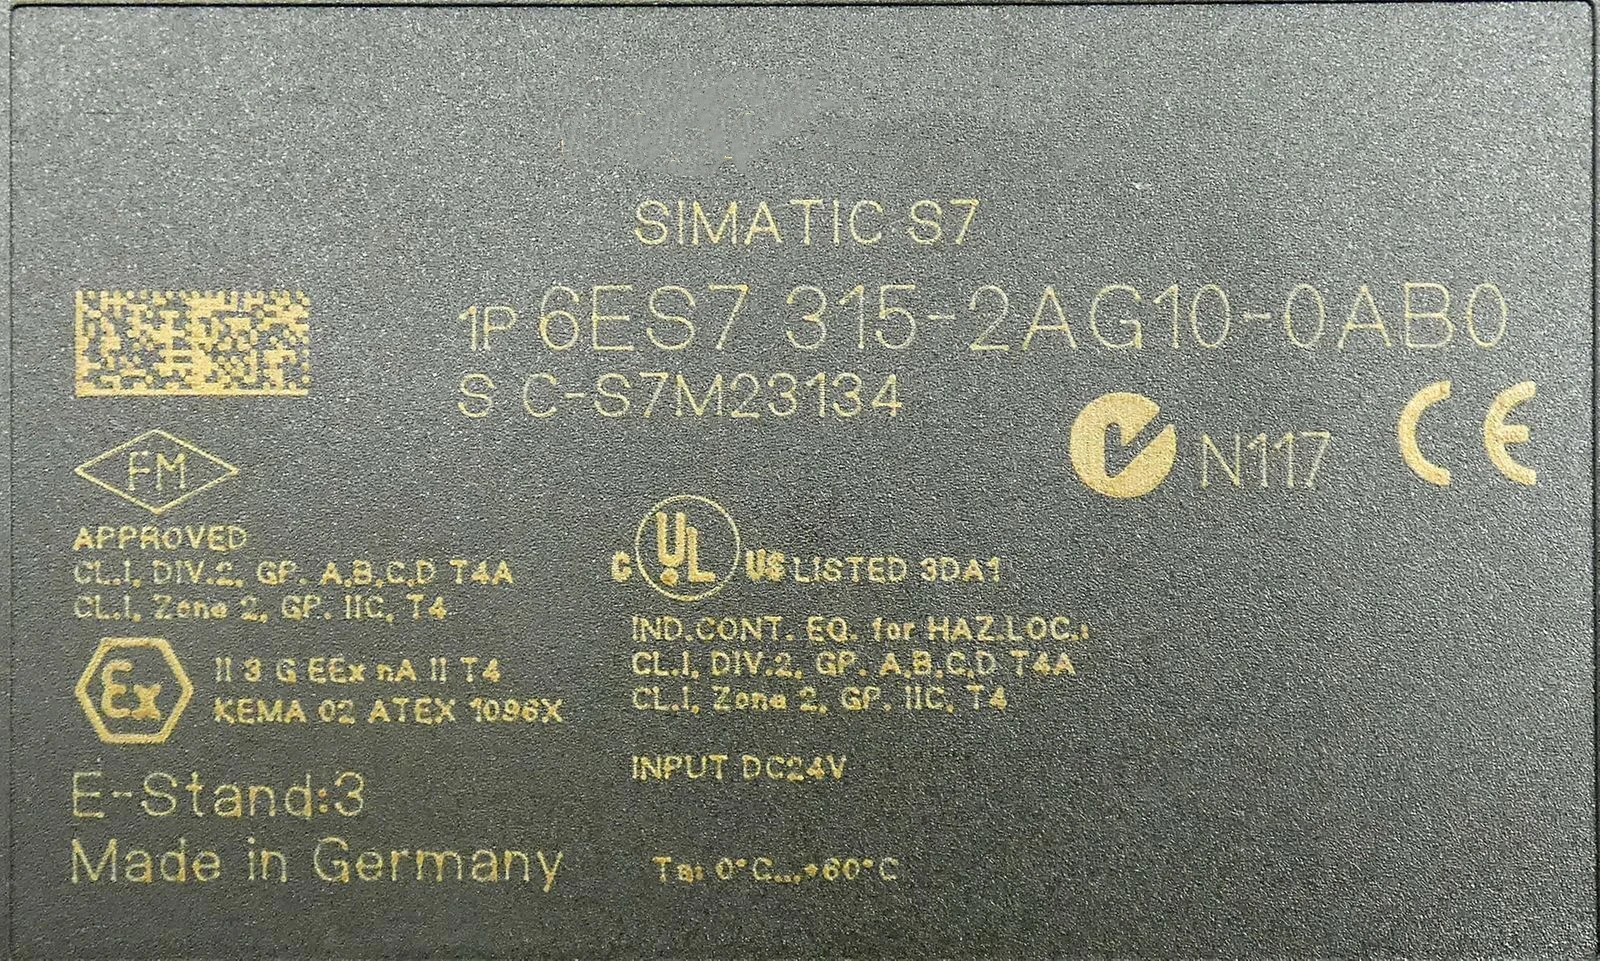 SIMATIC S7
1P 6ES7 315-2AG10-0AB0
S C-S7M23134
N117 CE
FM
APPROVED
CL.I, DIV.2, GP. A,B,C,D T4A
CL.I, Zone 2, GP. IIC, T4
Ex II 3 G EEx nA II T4
KEMA 02 ATEX 1096X
E-Stand:3
Made in Germany
C UL US LISTED 3DA1
IND.CONT. EQ. for HAZ.LOC.:
CL.I, DIV.2, GP. A,B,C,D T4A
CL.I, Zone 2, GP. IIC, T4
INPUT DC24V
Ta: 0°C...+60°C